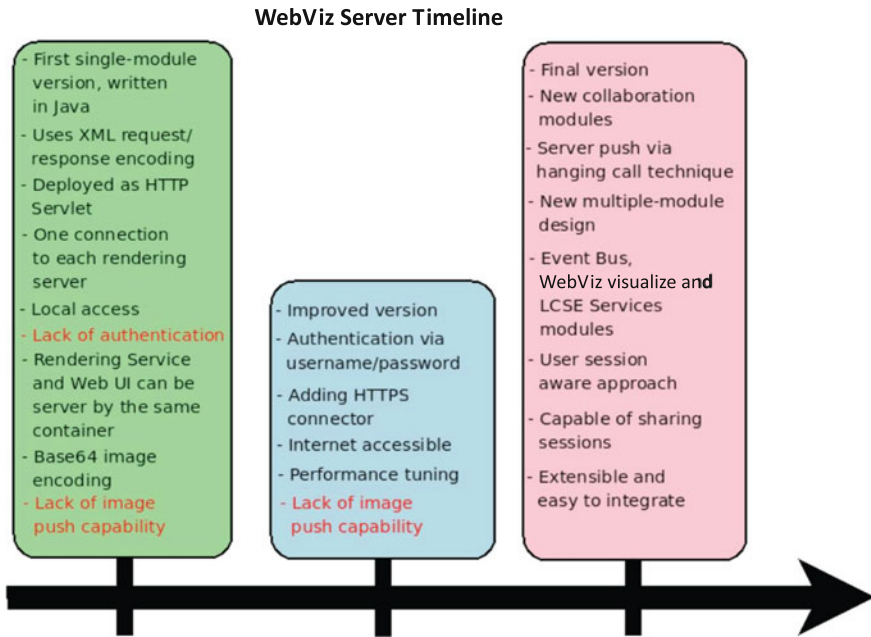 WebViz Server Timeline
- First single-module
version, written
in Java
- Uses XML request/
response encoding
- Deployed as HTTP
Servlet
- One connection
to each rendering
server
- Local access
- Lack of authentication
- Rendering Service
and Web UI can be
server by the same
container
- Base64 image
encoding
- Lack of image
push capability
- Improved version
- Authentication via
username/password
- Adding HTTPS
connector
- Internet accessible
- Performance tuning
- Lack of image
push capability
- Final version
- New collaboration
modules
- Server push via
hanging call technique
- New multiple-module
design
- Event Bus,
WebViz visualize and
LCSE Services
modules
- User session
aware approach
- Capable of sharing
sessions
- Extensible and
easy to integrate